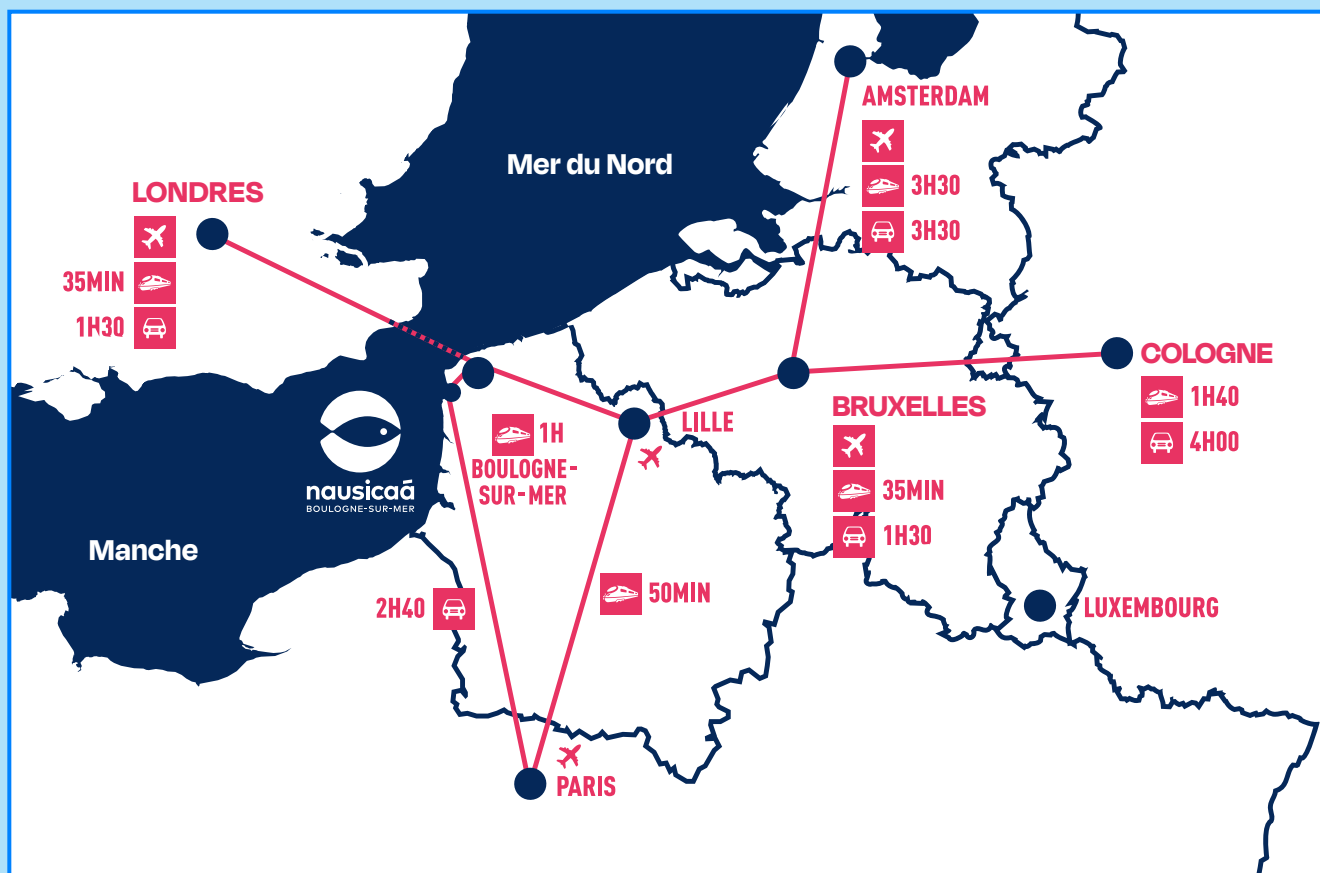 AMSTERDAM
3H30
3H30
Mer du Nord
LONDRES
35MIN
1H30
COLOGNE
1H40
4H00
BRUXELLES
35MIN
1H30
LILLE
1H
BOULOGNE-
SUR-MER
nausicaá
BOULOGNE-SUR-MER
Manche
2H40
50MIN
LUXEMBOURG
PARIS